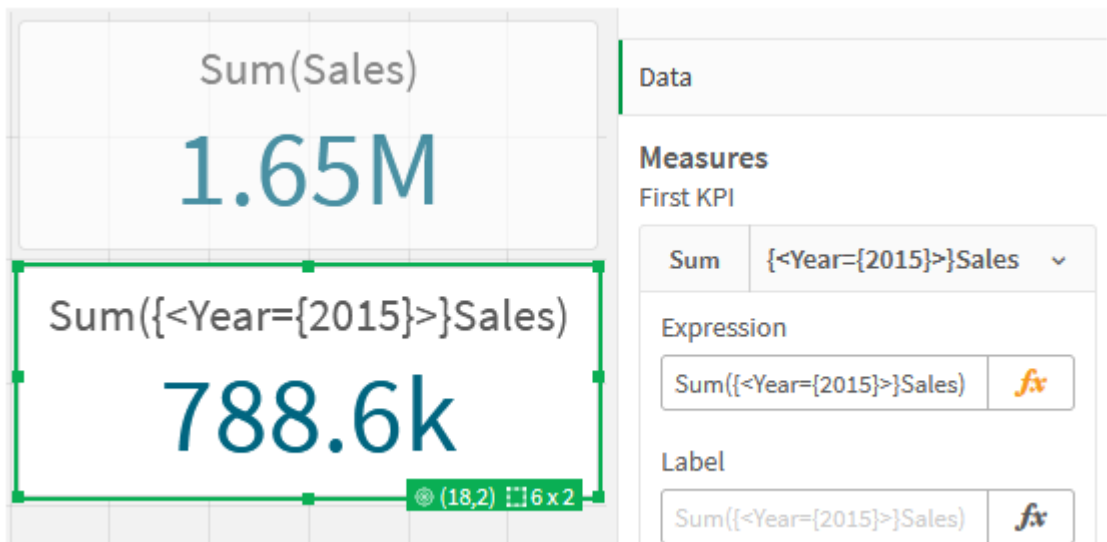 Sum(Sales)
1.65M
Sum({<Year={2015}>}Sales)
788.6k
(18,2) 6 x 2
Data
Measures
First KPI
Sum {<Year={2015}>}Sales
Expression
Sum({<Year={2015}>}Sales) fx
Label
Sum({<Year={2015}>}Sales) fx